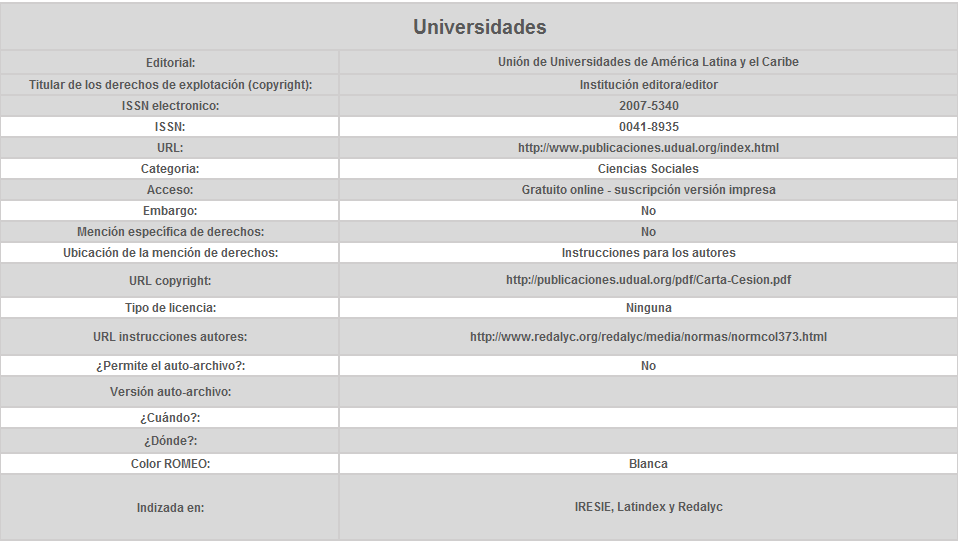 Universidades
Editorial: Unión de Universidades de América Latina y el Caribe
Titular de los derechos de explotación (copyright): Institución editora/editor
ISSN electronico: 2007-5340
ISSN: 0041-8935
URL: http://www.publicaciones.udual.org/index.html
Categoria: Ciencias Sociales
Acceso: Gratuito online - suscripción versión impresa
Embargo: No
Mención específica de derechos: No
Ubicación de la mención de derechos: Instrucciones para los autores
URL copyright: http://publicaciones.udual.org/pdf/Carta-Cesion.pdf
Tipo de licencia: Ninguna
URL instrucciones autores: http://www.redalyc.org/redalyc/media/normas/normcol373.html
¿Permite el auto-archivo?: No
Versión auto-archivo:
¿Cuándo?:
¿Dónde?:
Color ROMEO: Blanca
Indizada en: IRESIE, Latindex y Redalyc